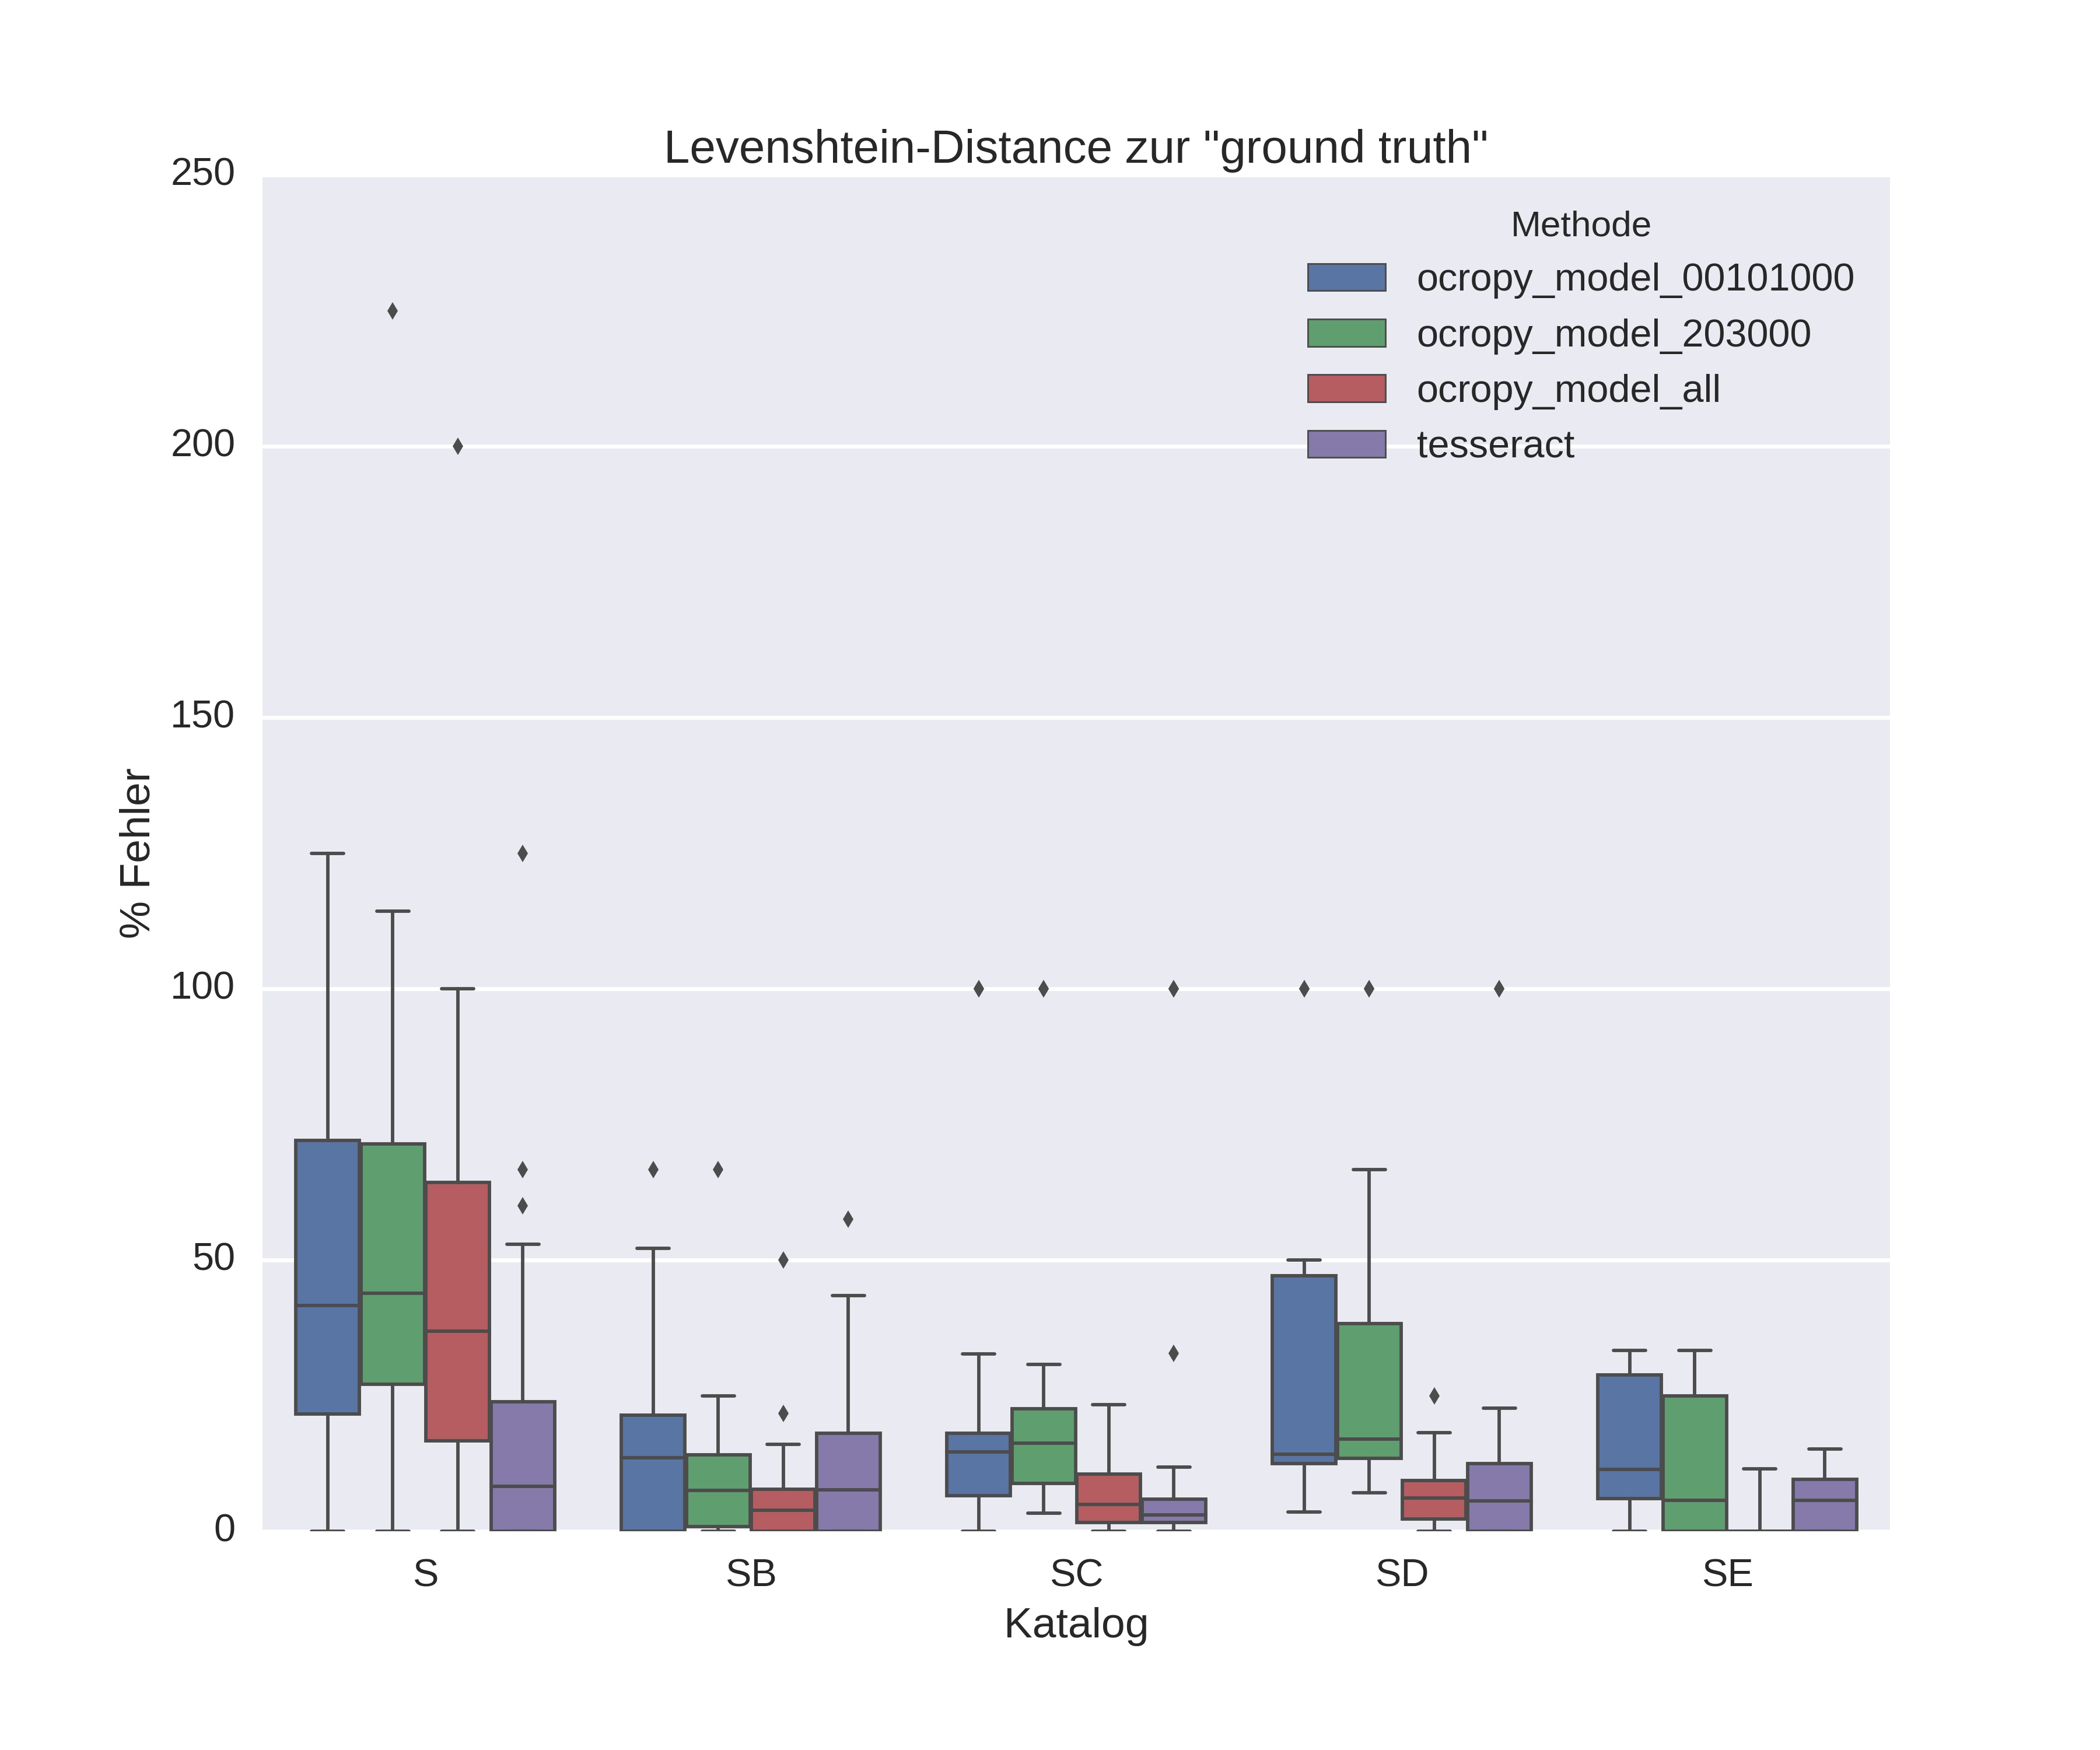 Levenshtein-Distance zur "ground truth"
250
200
150
100
50
0
% Fehler
Methode
ocropy_model_00101000
ocropy_model_203000
ocropy_model_all
tesseract
S
SB
SC
SD
SE
Katalog